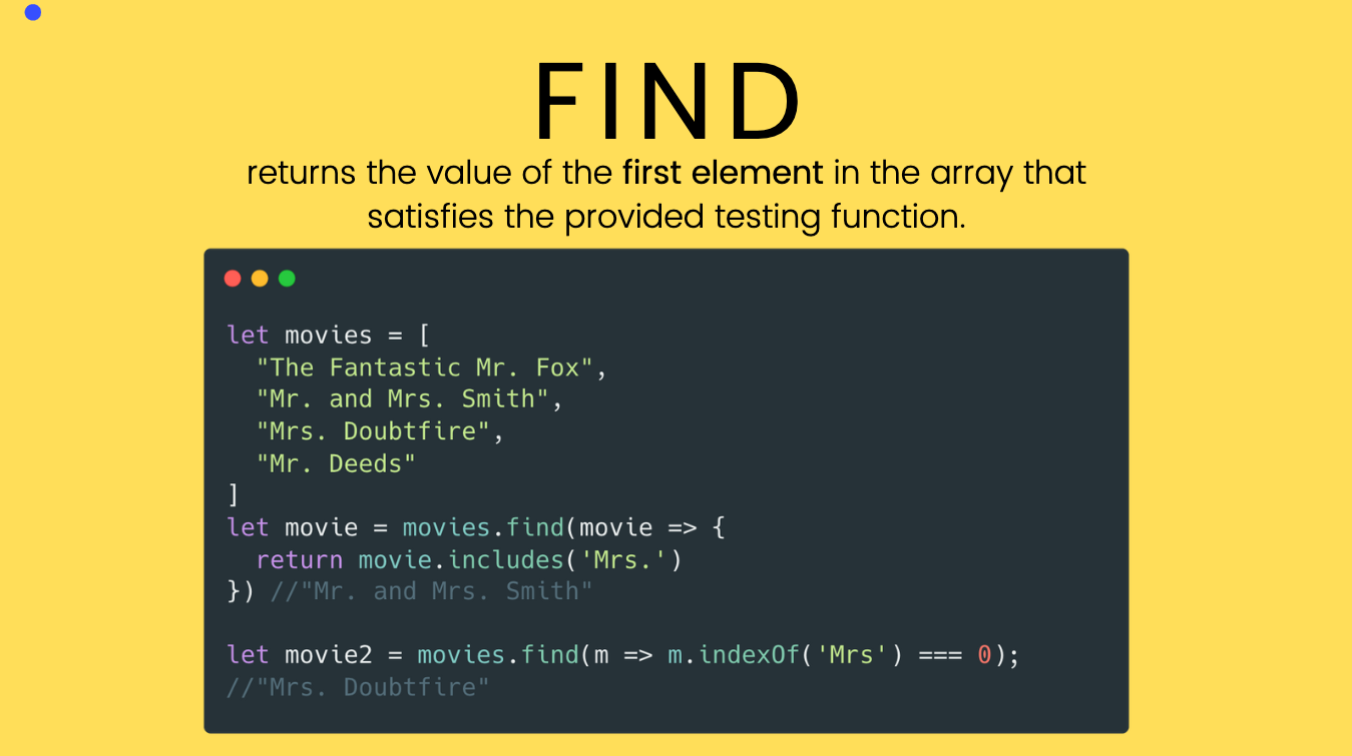 FIND
returns the value of the first element in the array that
satisfies the provided testing function.
let movies = [
  "The Fantastic Mr. Fox",
  "Mr. and Mrs. Smith",
  "Mrs. Doubtfire",
  "Mr. Deeds"
]
let movie = movies.find(movie => {
  return movie.includes('Mrs.')
}) //"Mr. and Mrs. Smith"

let movie2 = movies.find(m => m.indexOf('Mrs') === 0);
//"Mrs. Doubtfire"